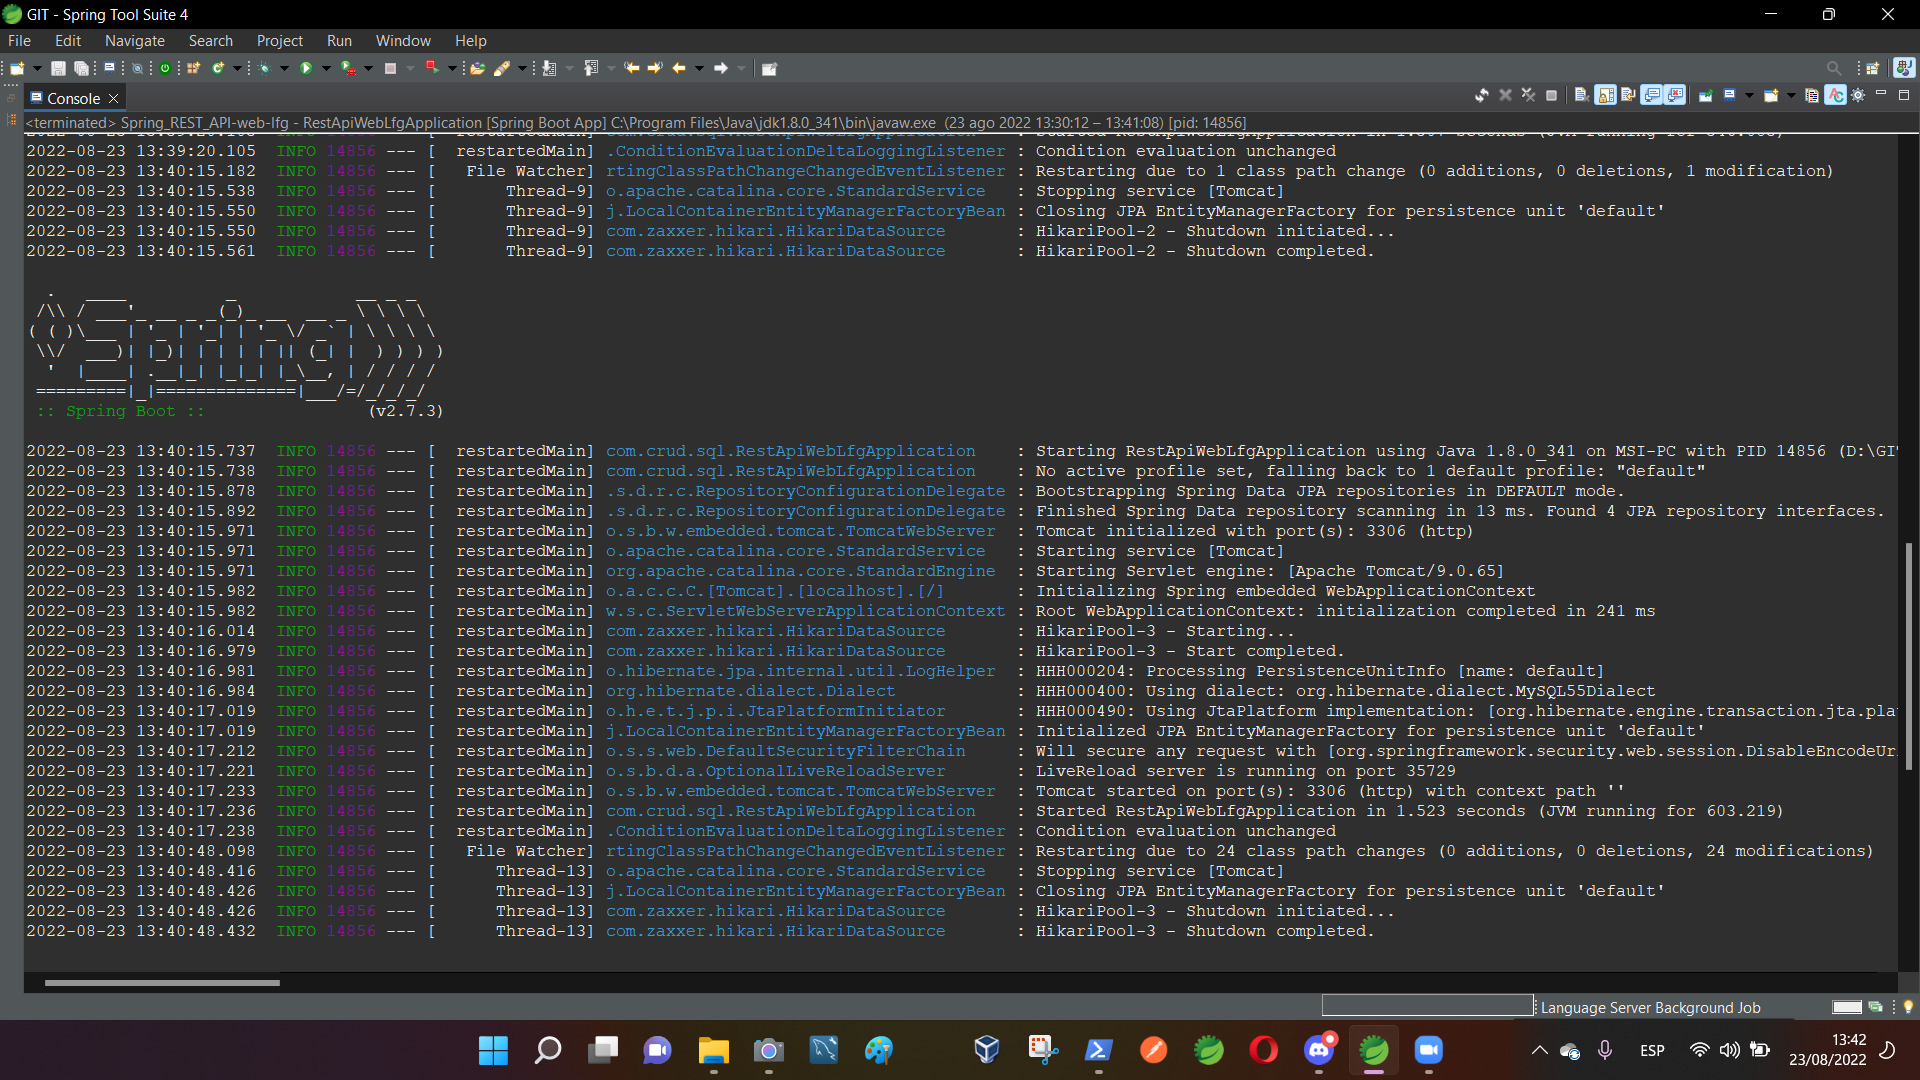 GIT - Spring Tool Suite 4
File Edit Navigate Search Project Run Window Help
Console
<terminated> Spring_REST_API-web-lfg - RestApiWebLfgApplication [Spring Boot App] C:\Program Files\Java\jdk1.8.0_341\bin\javaw.exe (23 ago 2022 13:30:12 – 13:41:08) [pid: 14856]
2022-08-23 13:39:20.105  INFO 14856 --- [  restartedMain] .ConditionEvaluationDeltaLoggingListener : Condition evaluation unchanged
2022-08-23 13:40:15.182  INFO 14856 --- [   File Watcher] rtingClassPathChangeChangedEventListener : Restarting due to 1 class path change (0 additions, 0 deletions, 1 modification)
2022-08-23 13:40:15.538  INFO 14856 --- [       Thread-9] o.apache.catalina.core.StandardService   : Stopping service [Tomcat]
2022-08-23 13:40:15.550  INFO 14856 --- [       Thread-9] j.LocalContainerEntityManagerFactoryBean : Closing JPA EntityManagerFactory for persistence unit 'default'
2022-08-23 13:40:15.550  INFO 14856 --- [       Thread-9] com.zaxxer.hikari.HikariDataSource       : HikariPool-2 - Shutdown initiated...
2022-08-23 13:40:15.561  INFO 14856 --- [       Thread-9] com.zaxxer.hikari.HikariDataSource       : HikariPool-2 - Shutdown completed.
  .   ____          _            __ _ _
 /\\ / ___'_ __ _ _(_)_ __  __ _ \ \ \ \
( ( )\___ | '_ | '_| | '_ \/ _` | \ \ \ \
 \\/  ___)| |_)| | | | | || (_| |  ) ) ) )
  '  |____| .__|_| |_|_| |_\__, | / / / /
 =========|_|==============|___/=/_/_/_/
 :: Spring Boot ::                (v2.7.3)
2022-08-23 13:40:15.737  INFO 14856 --- [  restartedMain] com.crud.sql.RestApiWebLfgApplication    : Starting RestApiWebLfgApplication using Java 1.8.0_341 on MSI-PC with PID 14856 (D:\GI
2022-08-23 13:40:15.738  INFO 14856 --- [  restartedMain] com.crud.sql.RestApiWebLfgApplication    : No active profile set, falling back to 1 default profile: "default"
2022-08-23 13:40:15.878  INFO 14856 --- [  restartedMain] .s.d.r.c.RepositoryConfigurationDelegate : Bootstrapping Spring Data JPA repositories in DEFAULT mode.
2022-08-23 13:40:15.892  INFO 14856 --- [  restartedMain] .s.d.r.c.RepositoryConfigurationDelegate : Finished Spring Data repository scanning in 13 ms. Found 4 JPA repository interfaces.
2022-08-23 13:40:15.971  INFO 14856 --- [  restartedMain] o.s.b.w.embedded.tomcat.TomcatWebServer  : Tomcat initialized with port(s): 3306 (http)
2022-08-23 13:40:15.971  INFO 14856 --- [  restartedMain] o.apache.catalina.core.StandardService   : Starting service [Tomcat]
2022-08-23 13:40:15.971  INFO 14856 --- [  restartedMain] org.apache.catalina.core.StandardEngine  : Starting Servlet engine: [Apache Tomcat/9.0.65]
2022-08-23 13:40:15.982  INFO 14856 --- [  restartedMain] o.a.c.c.C.[Tomcat].[localhost].[/]       : Initializing Spring embedded WebApplicationContext
2022-08-23 13:40:15.982  INFO 14856 --- [  restartedMain] w.s.c.ServletWebServerApplicationContext : Root WebApplicationContext: initialization completed in 241 ms
2022-08-23 13:40:16.014  INFO 14856 --- [  restartedMain] com.zaxxer.hikari.HikariDataSource       : HikariPool-3 - Starting...
2022-08-23 13:40:16.979  INFO 14856 --- [  restartedMain] com.zaxxer.hikari.HikariDataSource       : HikariPool-3 - Start completed.
2022-08-23 13:40:16.981  INFO 14856 --- [  restartedMain] o.hibernate.jpa.internal.util.LogHelper  : HHH000204: Processing PersistenceUnitInfo [name: default]
2022-08-23 13:40:16.984  INFO 14856 --- [  restartedMain] org.hibernate.dialect.Dialect            : HHH000400: Using dialect: org.hibernate.dialect.MySQL55Dialect
2022-08-23 13:40:17.019  INFO 14856 --- [  restartedMain] o.h.e.t.j.p.i.JtaPlatformInitiator       : HHH000490: Using JtaPlatform implementation: [org.hibernate.engine.transaction.jta.pla
2022-08-23 13:40:17.019  INFO 14856 --- [  restartedMain] j.LocalContainerEntityManagerFactoryBean : Initialized JPA EntityManagerFactory for persistence unit 'default'
2022-08-23 13:40:17.212  INFO 14856 --- [  restartedMain] o.s.s.web.DefaultSecurityFilterChain     : Will secure any request with [org.springframework.security.web.session.DisableEncodeUr
2022-08-23 13:40:17.221  INFO 14856 --- [  restartedMain] o.s.b.d.a.OptionalLiveReloadServer       : LiveReload server is running on port 35729
2022-08-23 13:40:17.233  INFO 14856 --- [  restartedMain] o.s.b.w.embedded.tomcat.TomcatWebServer  : Tomcat started on port(s): 3306 (http) with context path ''
2022-08-23 13:40:17.236  INFO 14856 --- [  restartedMain] com.crud.sql.RestApiWebLfgApplication    : Started RestApiWebLfgApplication in 1.523 seconds (JVM running for 603.219)
2022-08-23 13:40:17.238  INFO 14856 --- [  restartedMain] .ConditionEvaluationDeltaLoggingListener : Condition evaluation unchanged
2022-08-23 13:40:48.098  INFO 14856 --- [   File Watcher] rtingClassPathChangeChangedEventListener : Restarting due to 24 class path changes (0 additions, 0 deletions, 24 modifications)
2022-08-23 13:40:48.416  INFO 14856 --- [      Thread-13] o.apache.catalina.core.StandardService   : Stopping service [Tomcat]
2022-08-23 13:40:48.426  INFO 14856 --- [      Thread-13] j.LocalContainerEntityManagerFactoryBean : Closing JPA EntityManagerFactory for persistence unit 'default'
2022-08-23 13:40:48.426  INFO 14856 --- [      Thread-13] com.zaxxer.hikari.HikariDataSource       : HikariPool-3 - Shutdown initiated...
2022-08-23 13:40:48.432  INFO 14856 --- [      Thread-13] com.zaxxer.hikari.HikariDataSource       : HikariPool-3 - Shutdown completed.
Language Server Background Job
ESP
13:42
23/08/2022